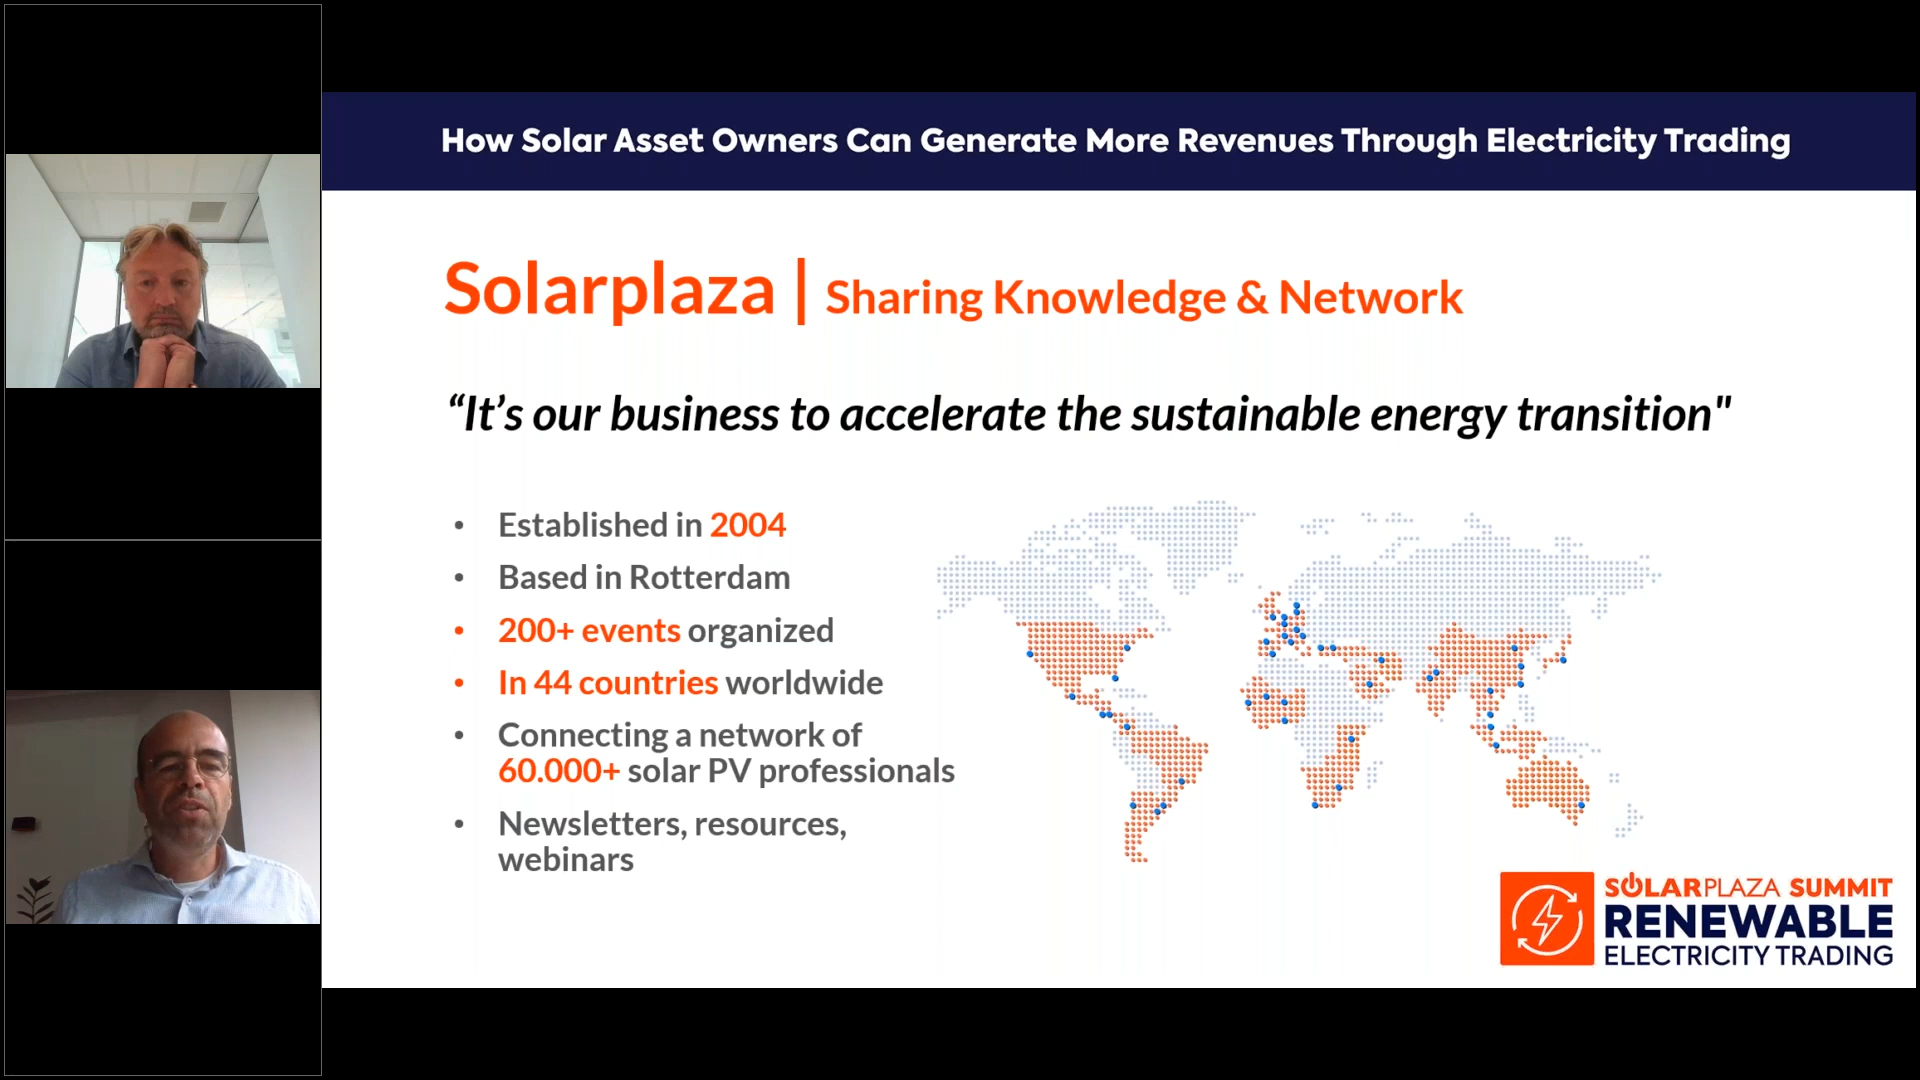 How Solar Asset Owners Can Generate More Revenues Through Electricity Trading
Solarplaza | Sharing Knowledge & Network
“It’s our business to accelerate the sustainable energy transition"
• Established in 2004
• Based in Rotterdam
• 200+ events organized
• In 44 countries worldwide
• Connecting a network of
60.000+ solar PV professionals
• Newsletters, resources,
webinars
SOLARPLAZA SUMMIT
RENEWABLE
ELECTRICITY TRADING